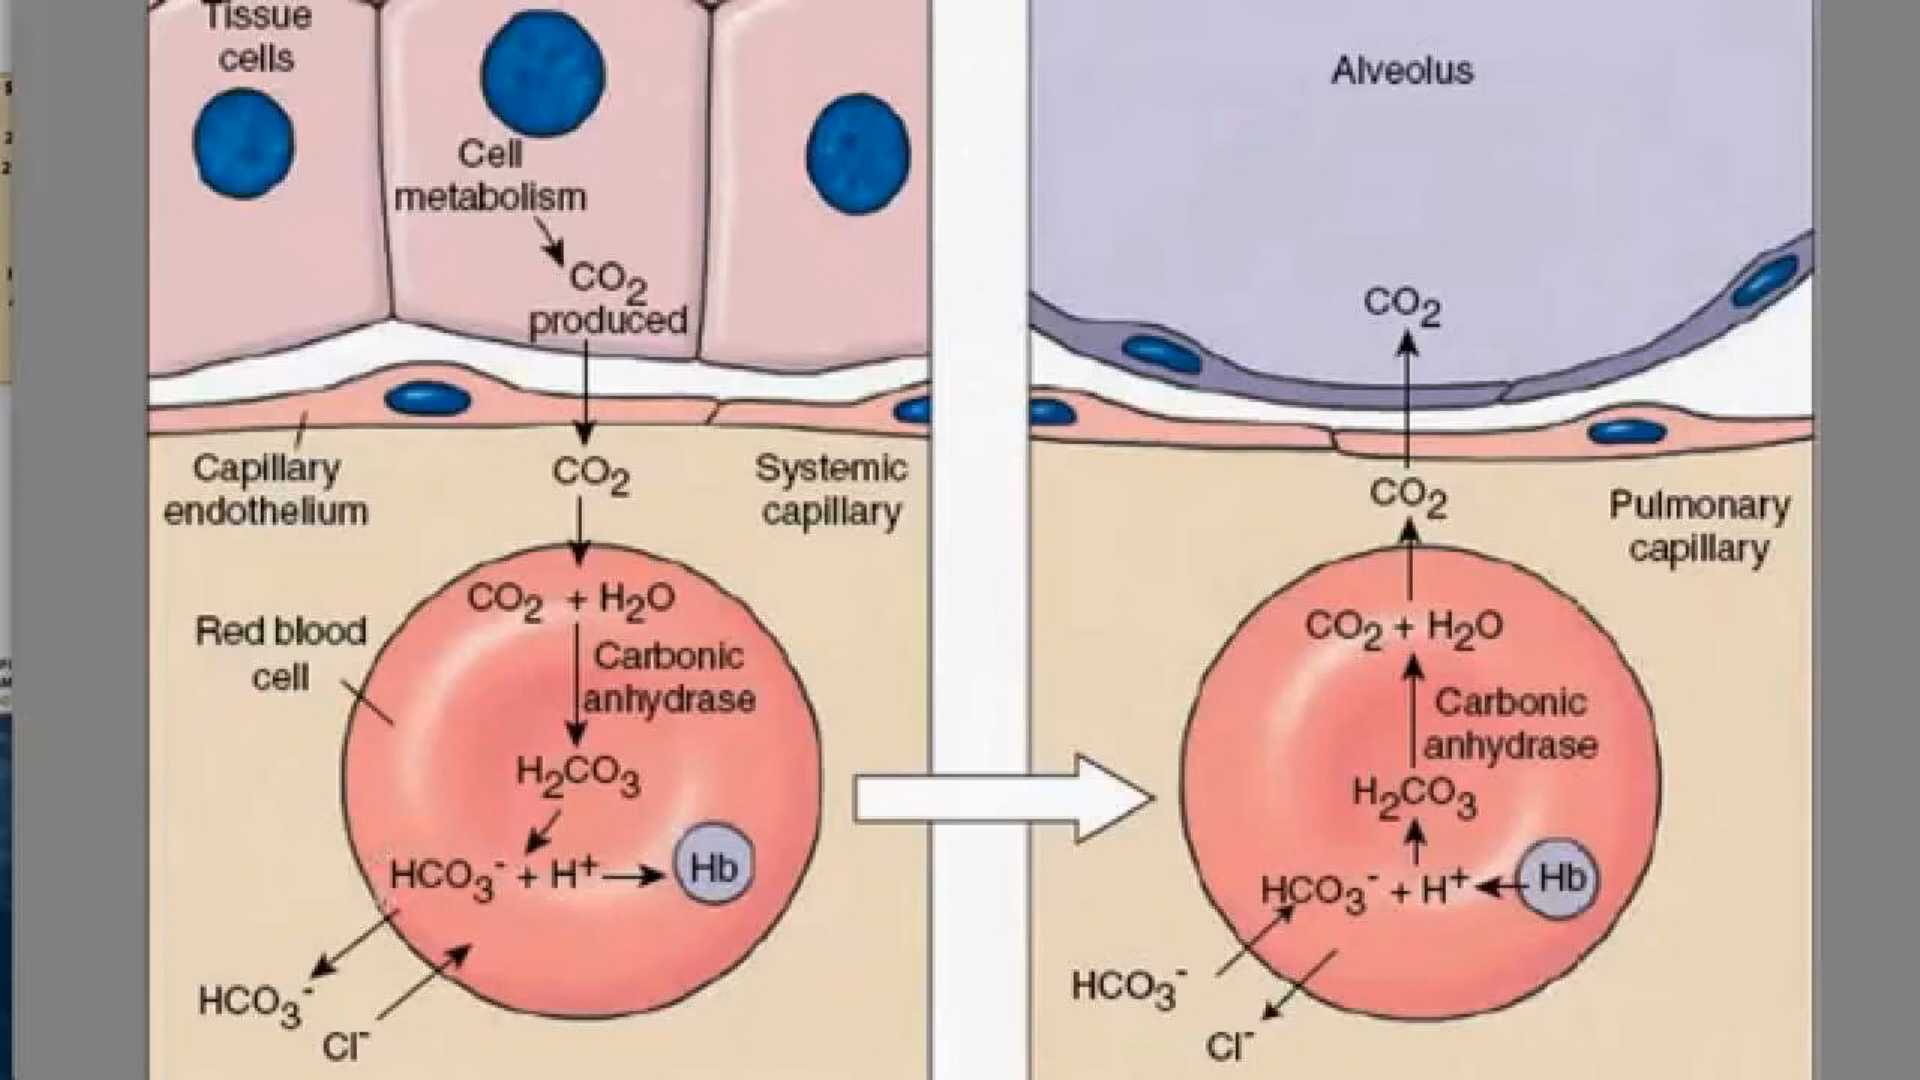 Tissue
cells
Cell
metabolism
CO2
produced
Capillary
endothelium
CO2
Systemic
capillary
CO2 + H2O
Red blood
cell
Carbonic
anhydrase
H2CO3
HCO3- + H+
Hb
HCO3-
Cl-
Alveolus
CO2
CO2
Pulmonary
capillary
CO2 + H2O
Carbonic
anhydrase
H2CO3
HCO3- + H+
Hb
HCO3-
Cl-